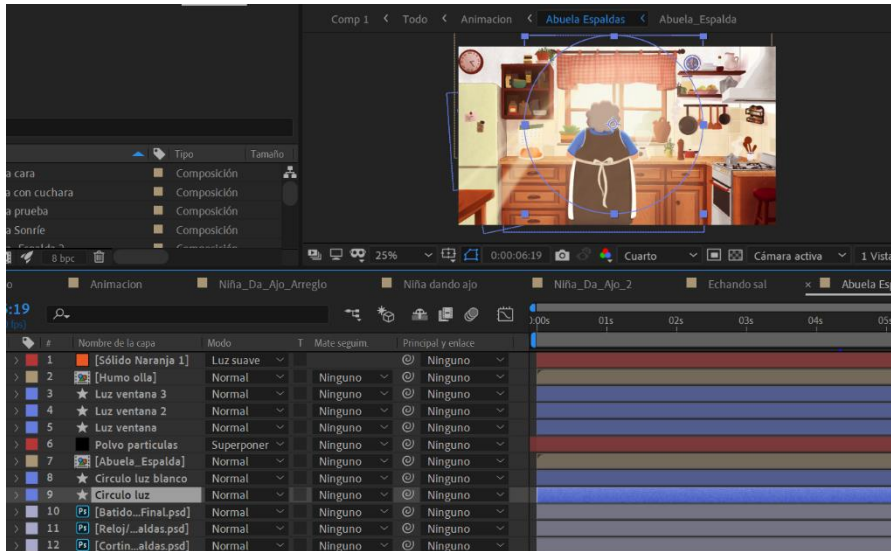 Comp 1 < Todo < Animacion < Abuela Espaldas < Abuela_Espalda
Tipo Tamaño
a cara Composición
a con cuchara Composición
a prueba Composición
a Sonríe Composición
8 bpc 25% 0:00:06:19 Cuarto Cámara activa 1 Vista
Animacion Niña_Da_Ajo_Arreglo Niña dando ajo Niña_Da_Ajo_2 Echando sal × Abuela Esp
:19
):00s 01s 02s 03s 04s 05s
# Nombre de la capa Modo T Mate seguim. Principal y enlace
1 [Sólido Naranja 1] Luz suave Ninguno
2 [Humo olla] Normal Ninguno Ninguno
3 Luz ventana 3 Normal Ninguno Ninguno
4 Luz ventana 2 Normal Ninguno Ninguno
5 Luz ventana Normal Ninguno Ninguno
6 Polvo particulas Superponer Ninguno Ninguno
7 [Abuela_Espalda] Normal Ninguno Ninguno
8 Circulo luz blanco Normal Ninguno Ninguno
9 Circulo luz Normal Ninguno Ninguno
10 Ps [Batido...Final.psd] Normal Ninguno Ninguno
11 Ps [Reloj/...aldas.psd] Normal Ninguno Ninguno
12 Ps [Cortin...aldas.psd] Normal Ninguno Ninguno